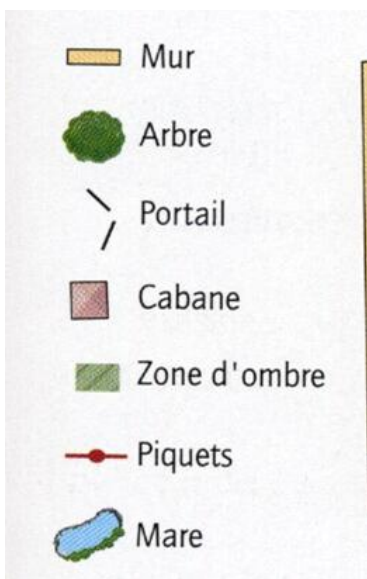 Mur
Arbre
Portail
Cabane
Zone d'ombre
Piquets
Mare